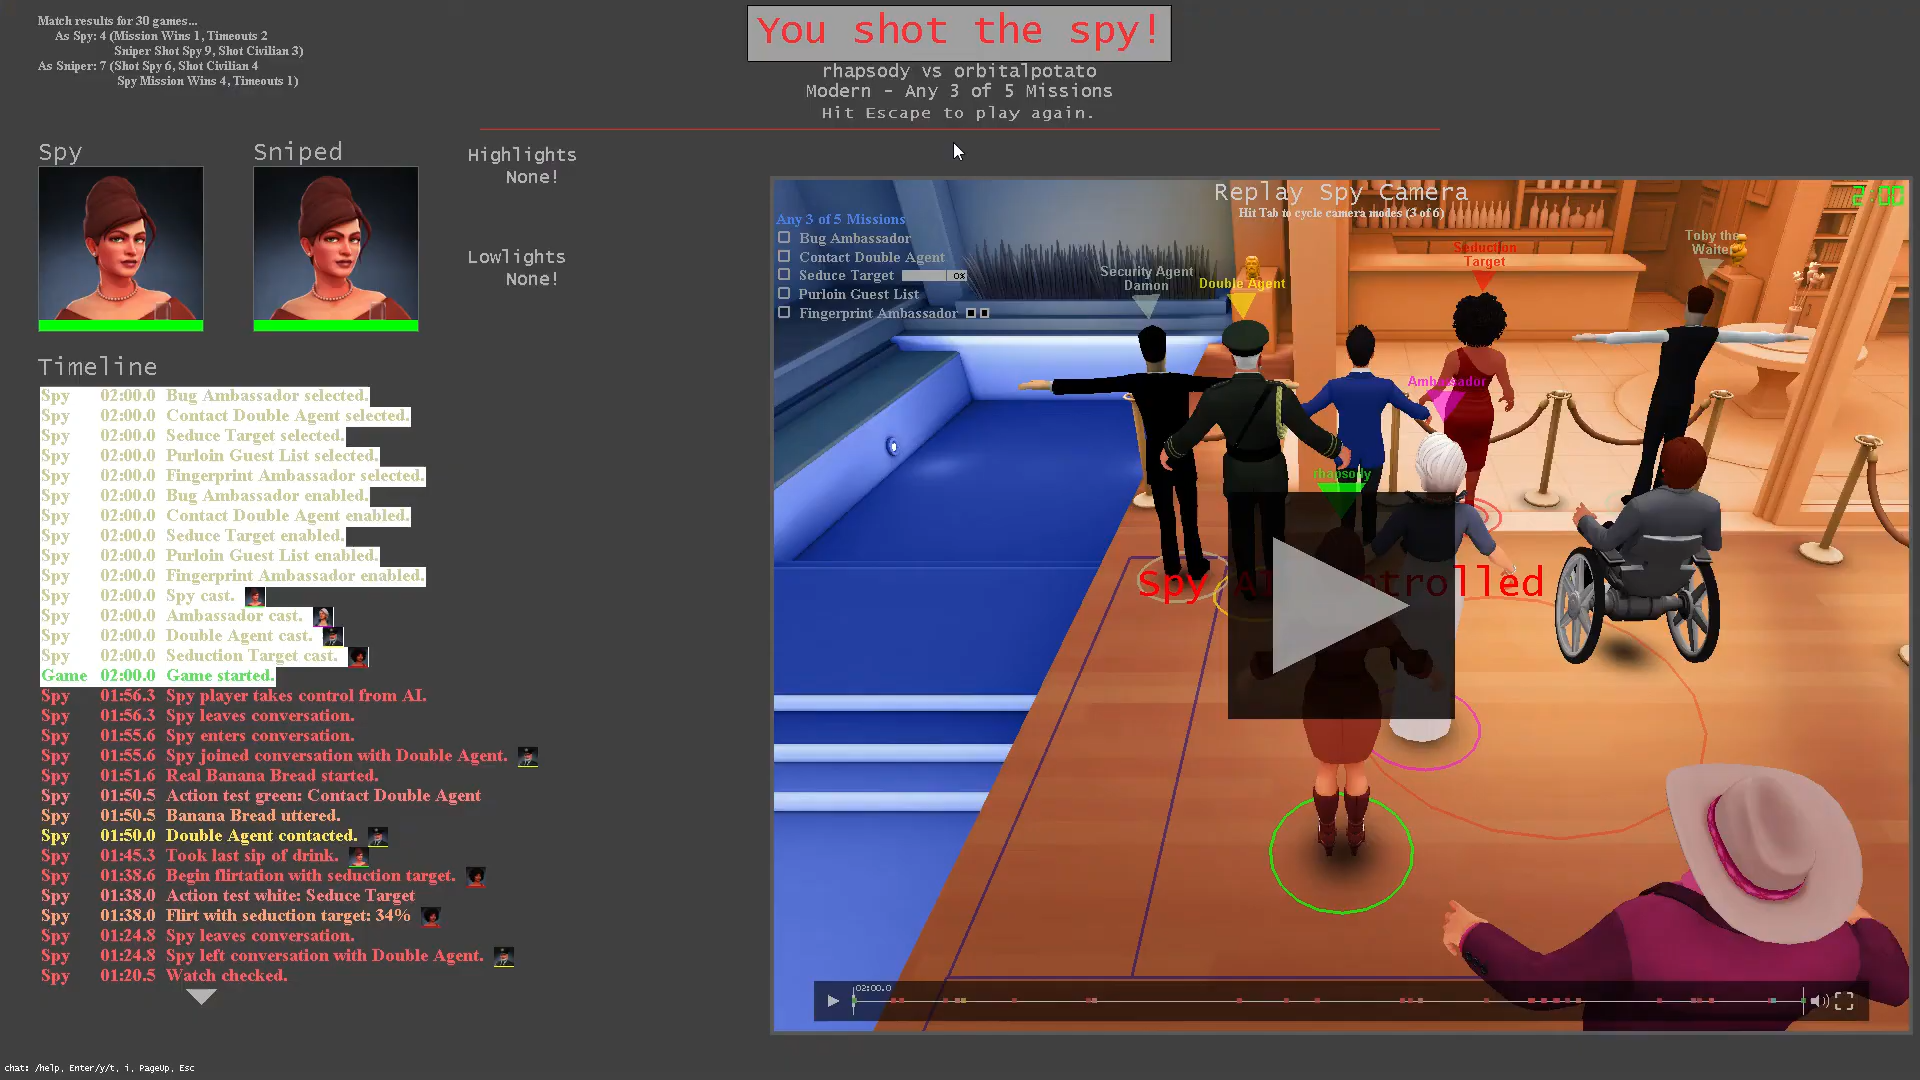 Match results for 30 games...
As Spy: 4 (Mission Wins 1, Timeouts 2
Sniper Shot Spy 9, Shot Civilian 3)
As Sniper: 7 (Shot Spy 6, Shot Civilian 4
Spy Mission Wins 4, Timeouts 1)
You shot the spy!
rhapsody vs orbitalpotato
Modern - Any 3 of 5 Missions
Hit Escape to play again.
Spy
Sniped
Highlights
None!
Lowlights
None!
Timeline
Spy 02:00.0 Bug Ambassador selected.
Spy 02:00.0 Contact Double Agent selected.
Spy 02:00.0 Seduce Target selected.
Spy 02:00.0 Purloin Guest List selected.
Spy 02:00.0 Fingerprint Ambassador selected.
Spy 02:00.0 Bug Ambassador enabled.
Spy 02:00.0 Contact Double Agent enabled.
Spy 02:00.0 Seduce Target enabled.
Spy 02:00.0 Purloin Guest List enabled.
Spy 02:00.0 Fingerprint Ambassador enabled.
Spy 02:00.0 Spy cast.
Spy 02:00.0 Ambassador cast.
Spy 02:00.0 Double Agent cast.
Spy 02:00.0 Seduction Target cast.
Game 02:00.0 Game started.
Spy 01:56.3 Spy player takes control from AI.
Spy 01:56.3 Spy leaves conversation.
Spy 01:55.6 Spy enters conversation.
Spy 01:55.6 Spy joined conversation with Double Agent.
Spy 01:51.6 Real Banana Bread started.
Spy 01:50.5 Action test green: Contact Double Agent
Spy 01:50.5 Banana Bread uttered.
Spy 01:50.0 Double Agent contacted.
Spy 01:45.3 Took last sip of drink.
Spy 01:38.6 Begin flirtation with seduction target.
Spy 01:38.0 Action test white: Seduce Target
Spy 01:38.0 Flirt with seduction target: 34%
Spy 01:24.8 Spy leaves conversation.
Spy 01:24.8 Spy left conversation with Double Agent.
Spy 01:20.5 Watch checked.
Replay Spy Camera
Hit Tab to cycle camera modes (3 of 6)
2:00
Any 3 of 5 Missions
Bug Ambassador
Contact Double Agent
Seduce Target 0%
Purloin Guest List
Fingerprint Ambassador
Security Agent
Damon
Double Agent
Seduction
Target
Toby the
Waiter
Ambassador
rhapsody
Spy AI Controlled
02:00.0
chat: /help, Enter/y/t, i, PageUp, Esc